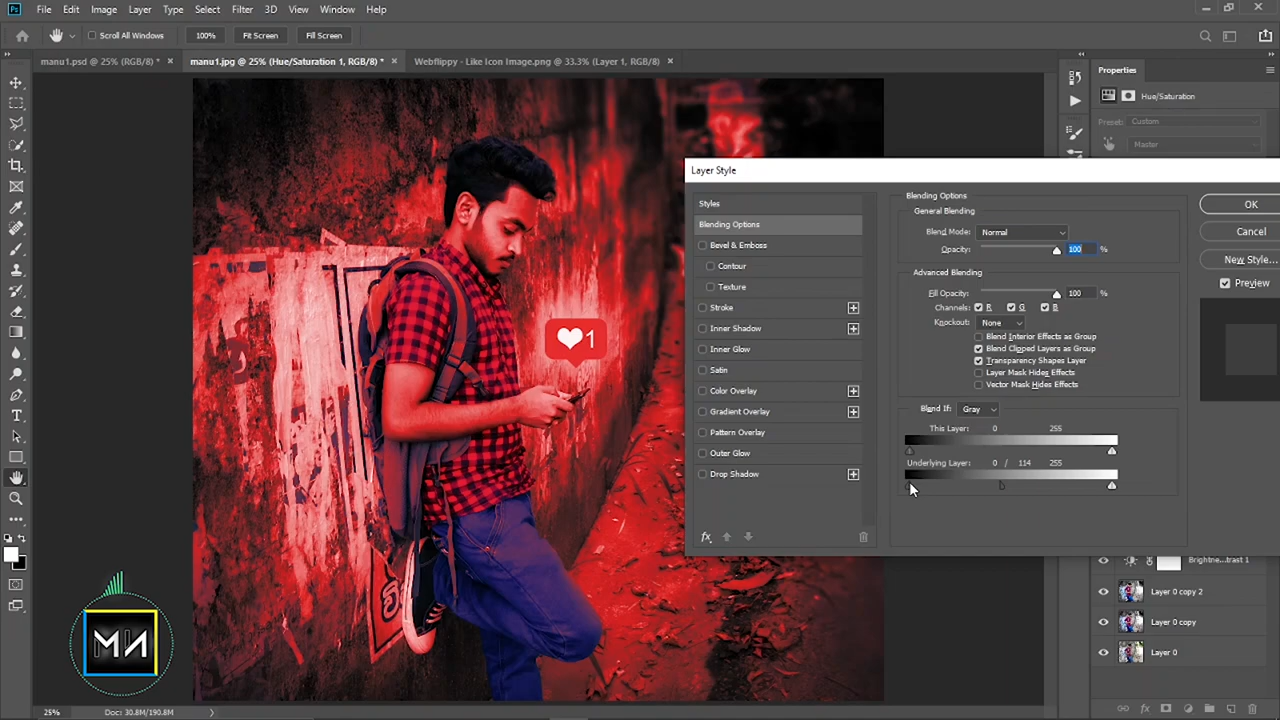 Ps File Edit Image Layer Type Select Filter 3D View Window Help
Scroll All Windows 100% Fit Screen Fill Screen
manu1.psd @ 25% (RGB/8) * × manu1.jpg @ 25% (Hue/Saturation 1, RGB/8) * × Webflippy - Like Icon Image.png @ 33.3% (Layer 1, RGB/8) ×
Properties
Hue/Saturation
Preset: Custom
Master
Layer Style
Styles
Blending Options
Bevel & Emboss
Contour
Texture
Stroke
Inner Shadow
Inner Glow
Satin
Color Overlay
Gradient Overlay
Pattern Overlay
Outer Glow
Drop Shadow
fx
Blending Options
General Blending
Blend Mode: Normal
Opacity: 100 %
Advanced Blending
Fill Opacity: 100 %
Channels: R G B
Knockout: None
Blend Interior Effects as Group
Blend Clipped Layers as Group
Transparency Shapes Layer
Layer Mask Hides Effects
Vector Mask Hides Effects
Blend If: Gray
This Layer: 0 255
Underlying Layer: 0 / 114 255
OK
Cancel
New Style...
Preview
1
Brightne...trast 1
Layer 0 copy 2
Layer 0 copy
Layer 0
fx
25% Doc: 30.8M/190.8M